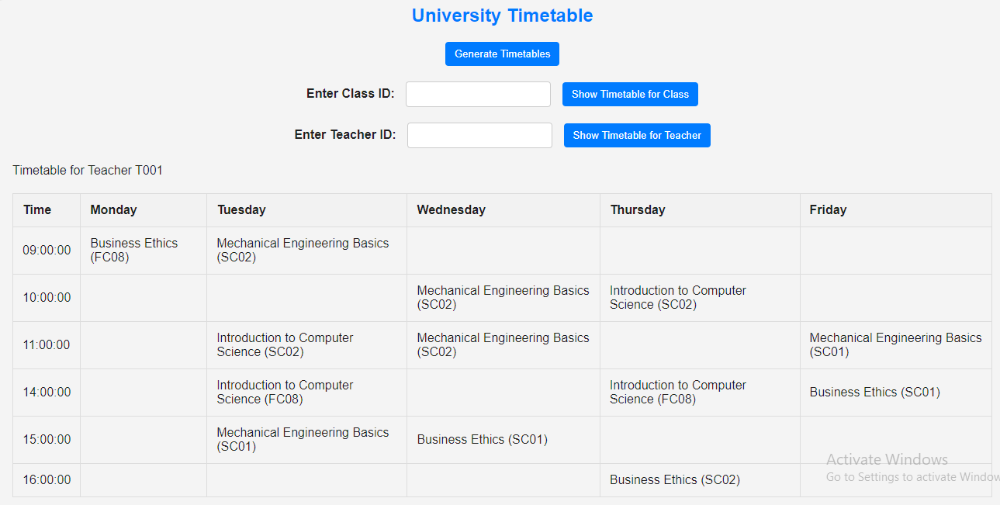 University Timetable
Generate Timetables
Enter Class ID:
Show Timetable for Class
Enter Teacher ID:
Show Timetable for Teacher
Timetable for Teacher T001
Time Monday Tuesday Wednesday Thursday Friday
09:00:00
Business Ethics
(FC08)
Mechanical Engineering Basics
(SC02)
10:00:00
Mechanical Engineering Basics
(SC02)
Introduction to Computer
Science (SC02)
11:00:00
Introduction to Computer
Science (SC02)
Mechanical Engineering Basics
(SC02)
Mechanical Engineering Basics
(SC01)
14:00:00
Introduction to Computer
Science (FC08)
Introduction to Computer
Science (FC08)
Business Ethics (SC01)
15:00:00
Mechanical Engineering Basics
(SC01)
Business Ethics (SC01)
16:00:00
Business Ethics (SC02)
Activate Windows
Go to Settings to activate Window